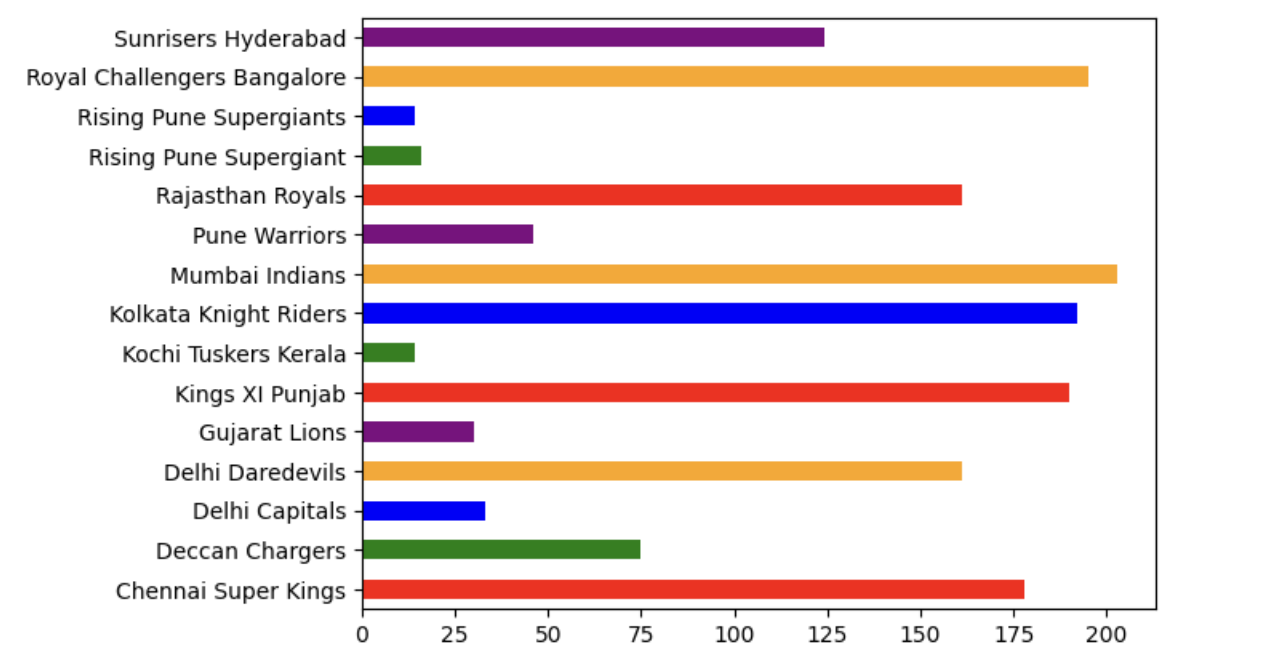 Sunrisers Hyderabad
Royal Challengers Bangalore
Rising Pune Supergiants
Rising Pune Supergiant
Rajasthan Royals
Pune Warriors
Mumbai Indians
Kolkata Knight Riders
Kochi Tuskers Kerala
Kings XI Punjab
Gujarat Lions
Delhi Daredevils
Delhi Capitals
Deccan Chargers
Chennai Super Kings
0 25 50 75 100 125 150 175 200